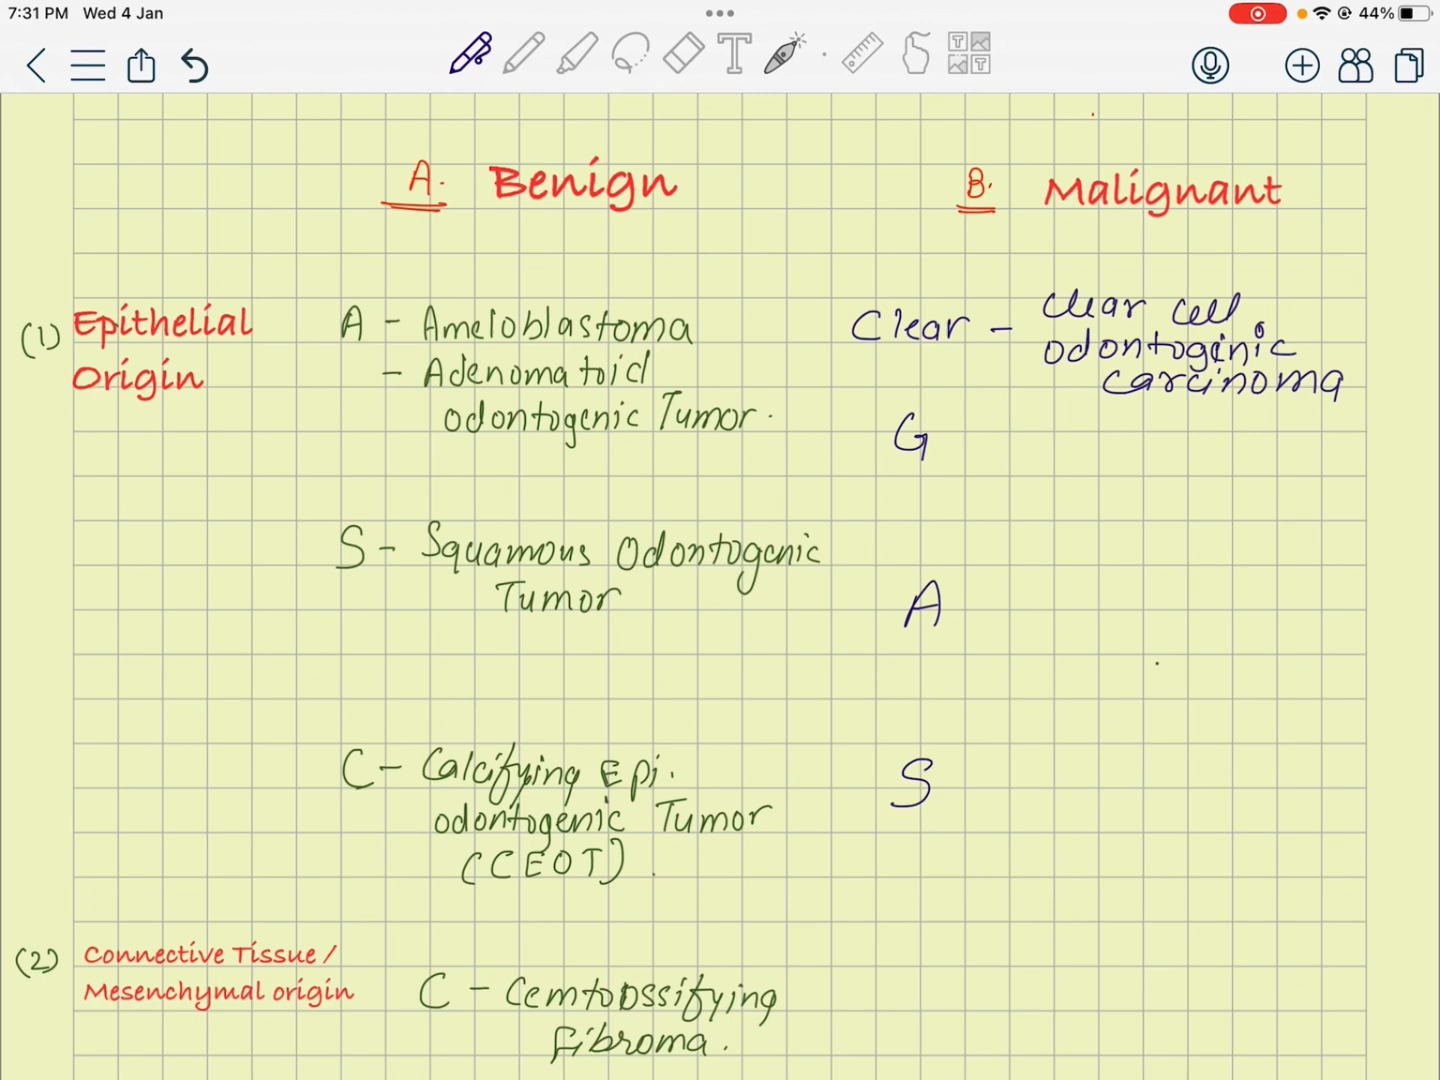 7:31 PM Wed 4 Jan
44%
A. Benign
B. Malignant
(1) Epithelial
Origin
A - Ameloblastoma
- Adenomatoid
odontogenic Tumor.
Clear - Clear cell
odontogenic
carcinoma
G
S - Squamous Odontogenic
Tumor
A
C - Calcifying Epi.
odontogenic Tumor
(CEOT).
S
(2) Connective Tissue /
Mesenchymal origin
C - Cemtoossifying
fibroma.